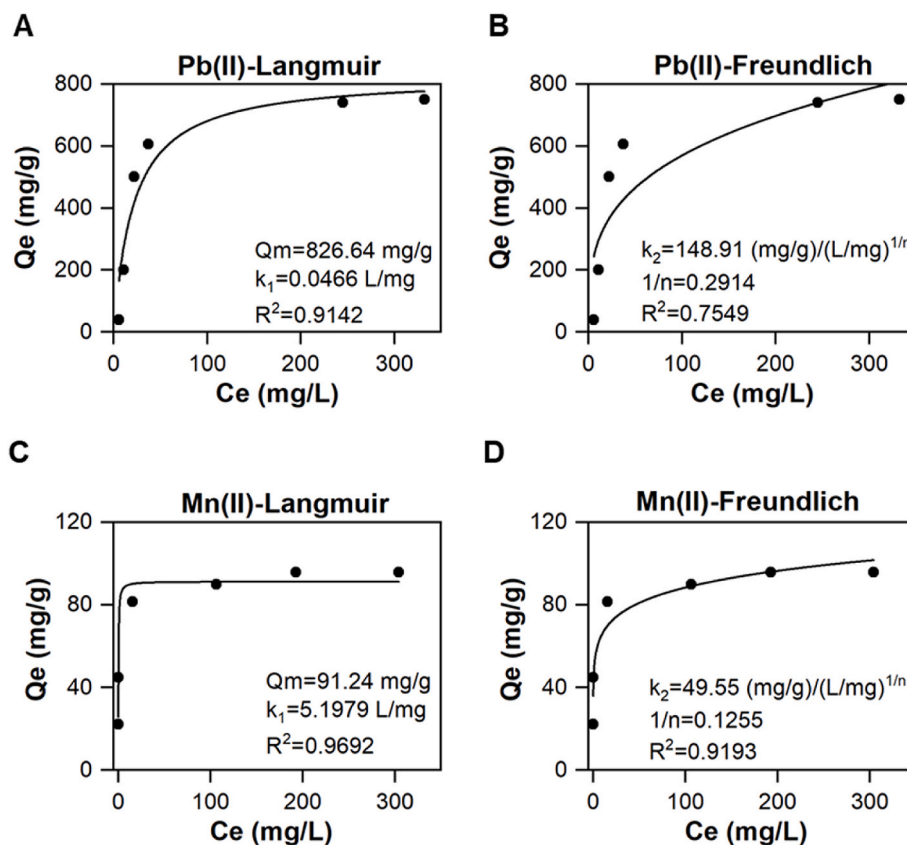 A
Pb(II)-Langmuir
800
600
400
200
0
Qe (mg/g)
Qm=826.64 mg/g
k₁=0.0466 L/mg
R²=0.9142
0 100 200 300
Ce (mg/L)
B
Pb(II)-Freundlich
800
600
400
200
0
Qe (mg/g)
k₂=148.91 (mg/g)/(L/mg)¹/ⁿ
1/n=0.2914
R²=0.7549
0 100 200 300
Ce (mg/L)
C
Mn(II)-Langmuir
120
80
40
0
Qe (mg/g)
Qm=91.24 mg/g
k₁=5.1979 L/mg
R²=0.9692
0 100 200 300
Ce (mg/L)
D
Mn(II)-Freundlich
120
80
40
0
Qe (mg/g)
k₂=49.55 (mg/g)/(L/mg)¹/ⁿ
1/n=0.1255
R²=0.9193
0 100 200 300
Ce (mg/L)